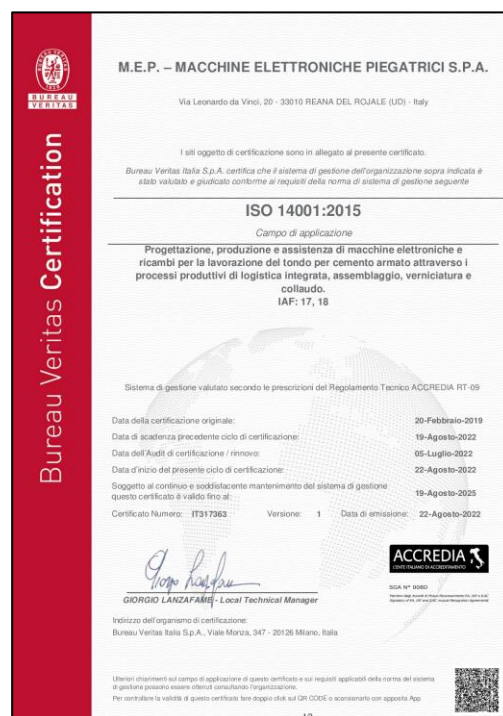 BUREAU
VERITAS
Bureau Veritas Certification
M.E.P. – MACCHINE ELETTRONICHE PIEGATRICI S.P.A.
Via Leonardo da Vinci, 20 - 33010 REANA DEL ROJALE (UD) - Italy
I siti oggetto di certificazione sono in allegato al presente certificato.
Bureau Veritas Italia S.p.A. certifica che il sistema di gestione dell'organizzazione sopra indicata è
stato valutato e giudicato conforme ai requisiti della norma di sistema di gestione seguente
ISO 14001:2015
Campo di applicazione
Progettazione, produzione e assistenza di macchine elettroniche e
ricambi per la lavorazione del tondo per cemento armato attraverso i
processi produttivi di logistica integrata, assemblaggio, verniciatura e
collaudo.
IAF: 17, 18
Sistema di gestione valutato secondo le prescrizioni del Regolamento Tecnico ACCREDIA RT-09
Data della certificazione originale: 20-Febbraio-2019
Data di scadenza precedente ciclo di certificazione: 19-Agosto-2022
Data dell'Audit di certificazione / rinnovo: 05-Luglio-2022
Data d'inizio del presente ciclo di certificazione: 22-Agosto-2022
Soggetto al continuo e soddisfacente mantenimento del sistema di gestione
questo certificato è valido fino al: 19-Agosto-2025
Certificato Numero: IT317363 Versione: 1 Data di emissione: 22-Agosto-2022
ACCREDIA
L'ENTE ITALIANO DI ACCREDITAMENTO
SGA N° 008D
GIORGIO LANZAFAME - Local Technical Manager
Indirizzo dell'organismo di certificazione:
Bureau Veritas Italia S.p.A., Viale Monza, 347 - 20126 Milano, Italia
Ulteriori chiarimenti sul campo di applicazione di questo certificato e sui requisiti applicabili della norma del sistema
di gestione possono essere ottenuti consultando l'organizzazione.
Per controllare la validità di questo certificato fare doppio click sul QR CODE o scansionarlo con apposita App